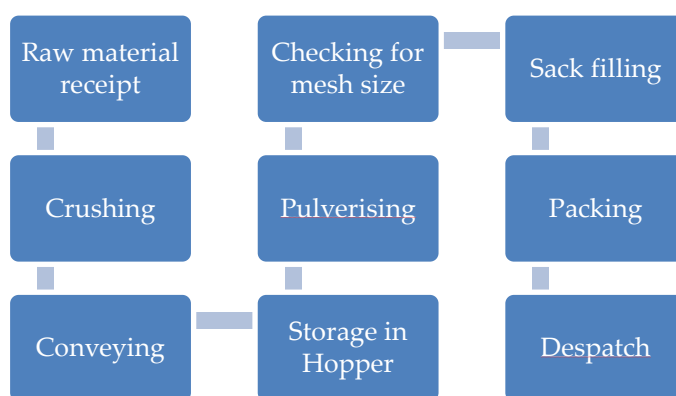 Raw material
receipt
Crushing
Conveying
Storage in
Hopper
Pulverising
Checking for
mesh size
Sack filling
Packing
Despatch